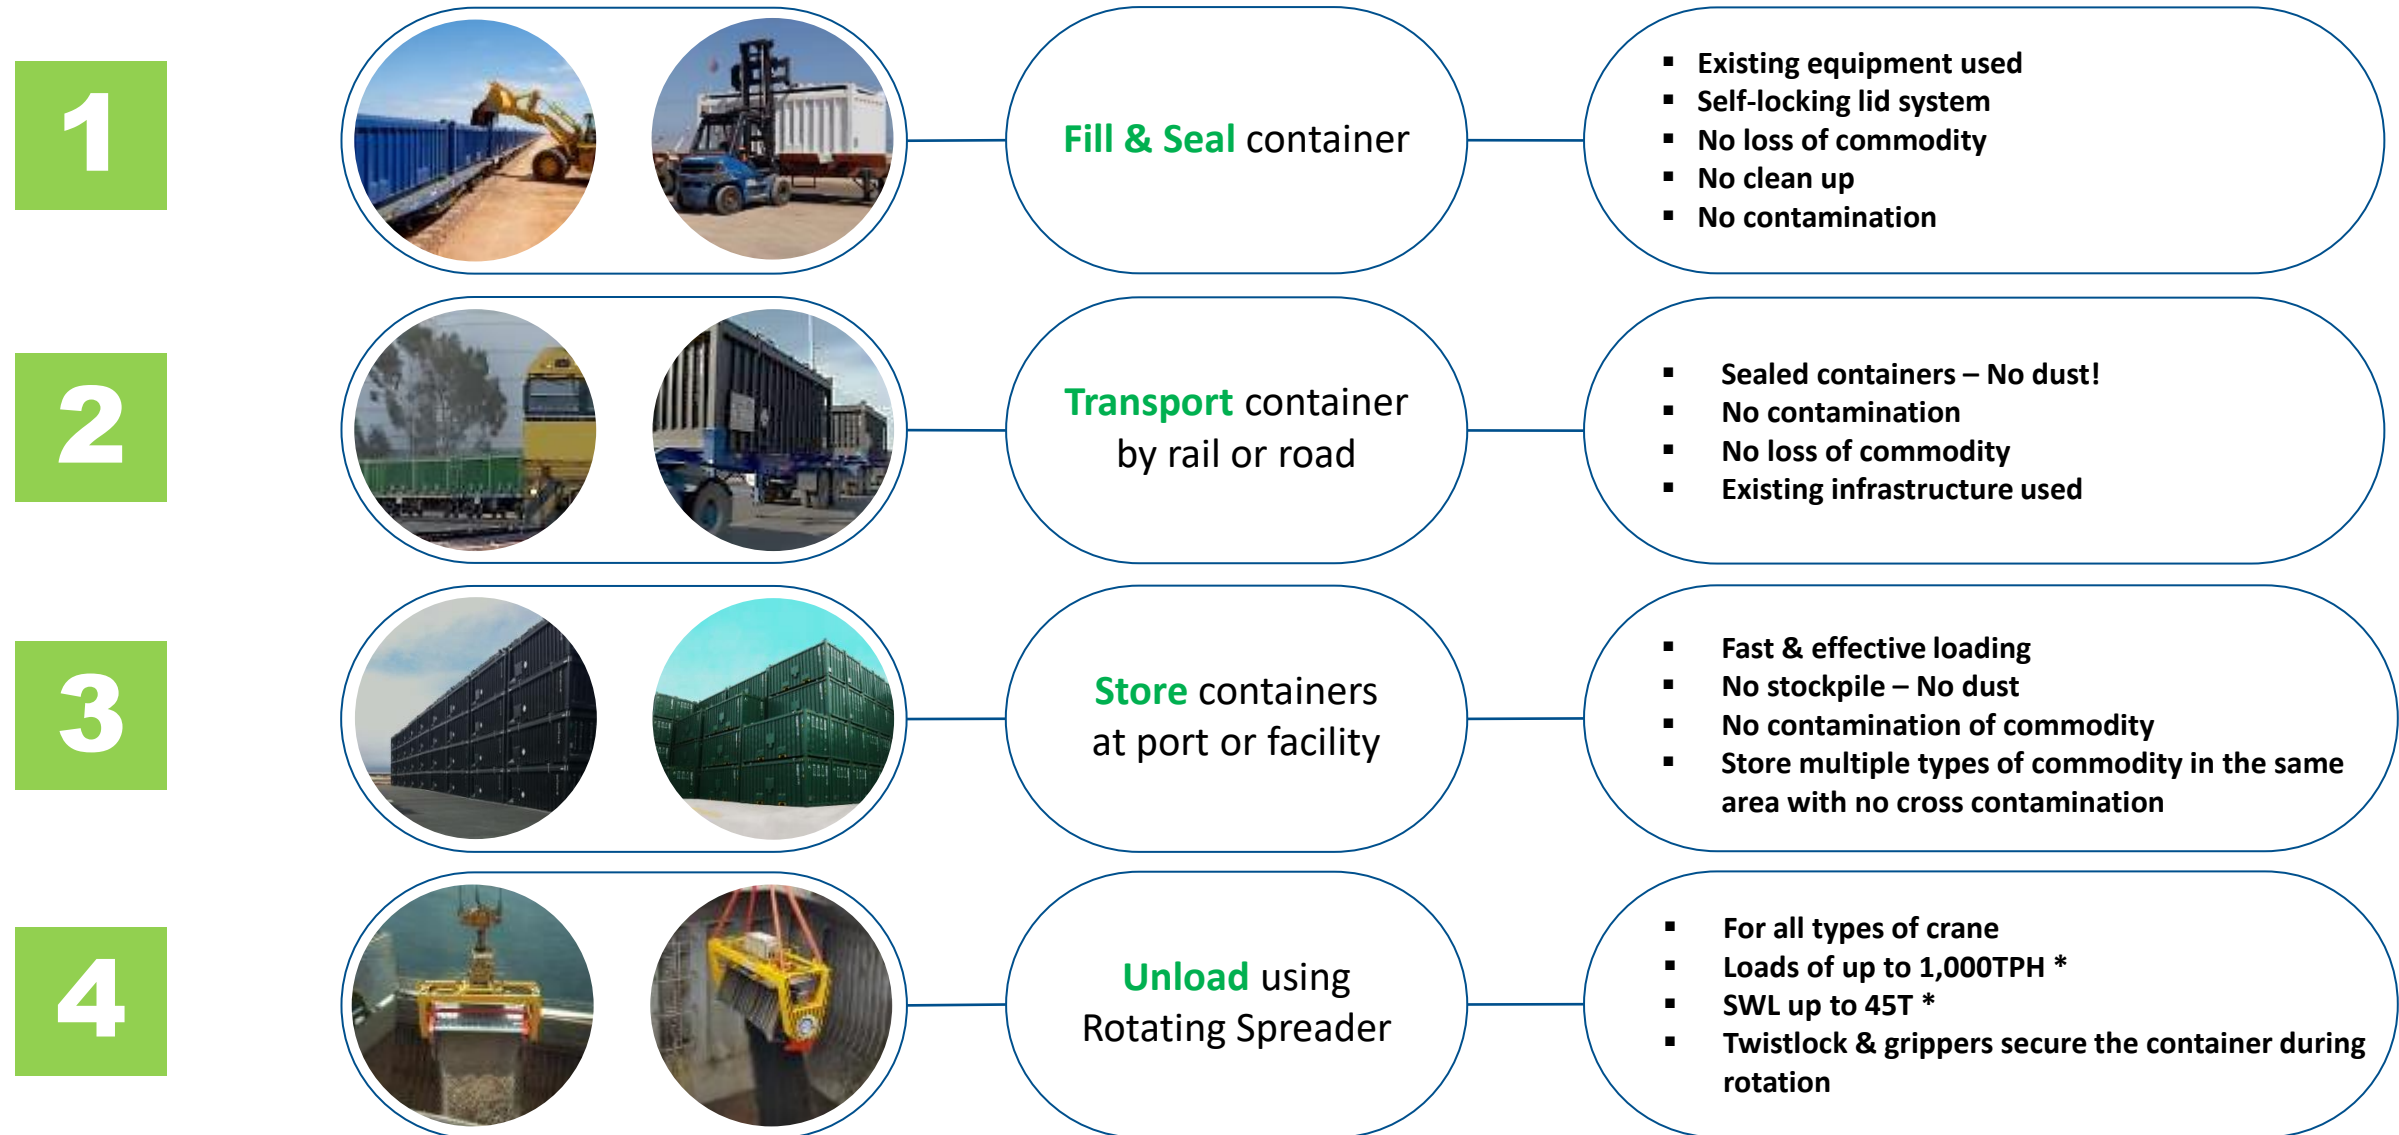 1
Fill & Seal container
▪ Existing equipment used
▪ Self-locking lid system
▪ No loss of commodity
▪ No clean up
▪ No contamination
2
Transport container
by rail or road
▪ Sealed containers – No dust!
▪ No contamination
▪ No loss of commodity
▪ Existing infrastructure used
3
Store containers
at port or facility
▪ Fast & effective loading
▪ No stockpile – No dust
▪ No contamination of commodity
▪ Store multiple types of commodity in the same
area with no cross contamination
4
Unload using
Rotating Spreader
▪ For all types of crane
▪ Loads of up to 1,000TPH *
▪ SWL up to 45T *
▪ Twistlock & grippers secure the container during
rotation